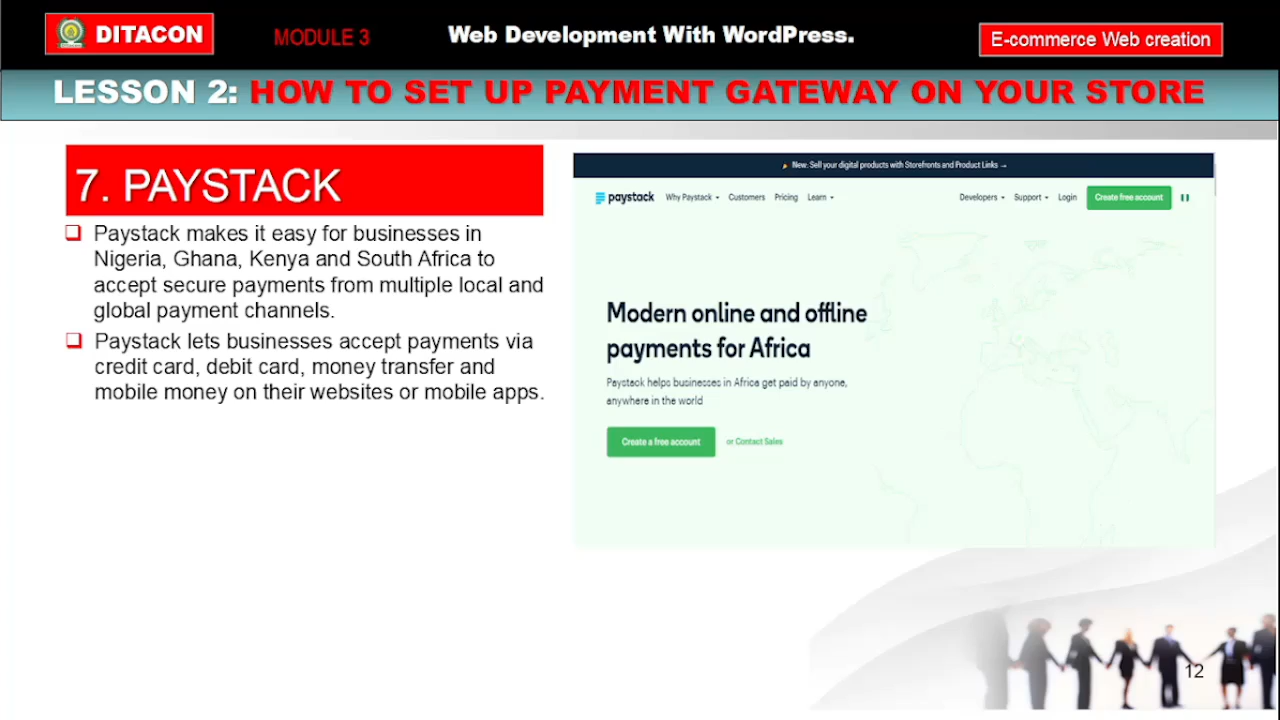 DITACON
MODULE 3
Web Development With WordPress.
E-commerce Web creation
LESSON 2: HOW TO SET UP PAYMENT GATEWAY ON YOUR STORE
7. PAYSTACK
Paystack makes it easy for businesses in
Nigeria, Ghana, Kenya and South Africa to
accept secure payments from multiple local and
global payment channels.
Paystack lets businesses accept payments via
credit card, debit card, money transfer and
mobile money on their websites or mobile apps.
New: Sell your digital products with Storefronts and Product Links →
paystack Why Paystack Customers Pricing Learn Developers Support Login Create free account
Modern online and offline
payments for Africa
Paystack helps businesses in Africa get paid by anyone,
anywhere in the world
Create a free account or Contact Sales
12